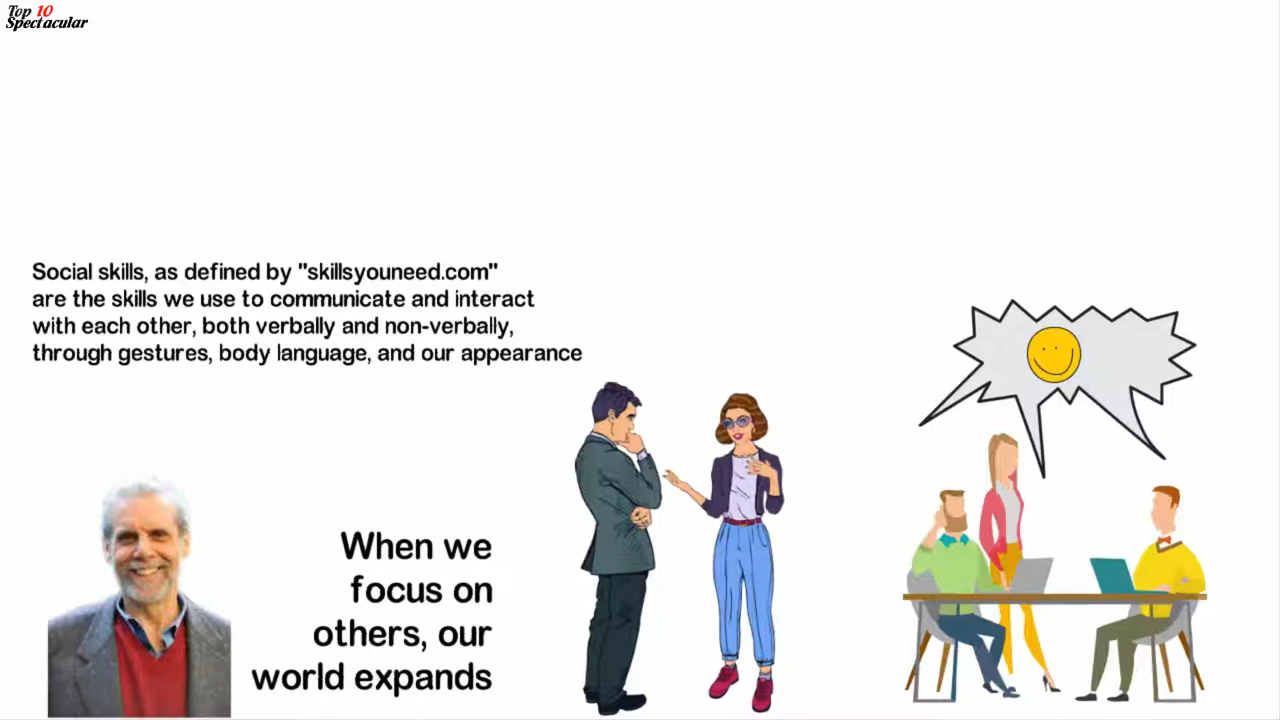 Top 10
Spectacular
Social skills, as defined by "skillsyouneed.com"
are the skills we use to communicate and interact
with each other, both verbally and non-verbally,
through gestures, body language, and our appearance
When we
focus on
others, our
world expands